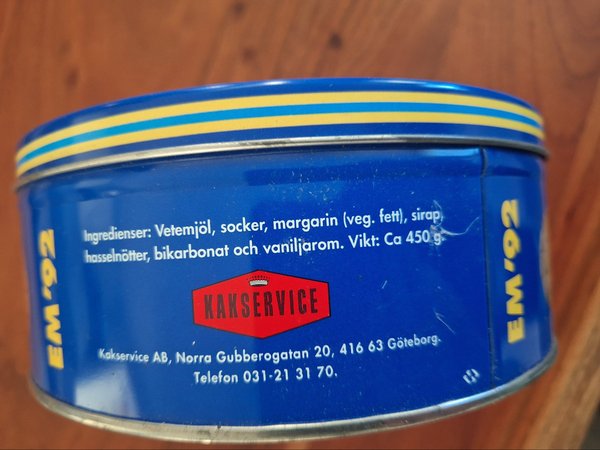 EM'92
Ingredienser: Vetemjöl, socker, margarin (veg. fett), sirap,
hasselnötter, bikarbonat och vaniljarom. Vikt: Ca 450 g.
KAKSERVICE
Kakservice AB, Norra Gubberogatan 20, 416 63 Göteborg.
Telefon 031-21 31 70.
EM'92